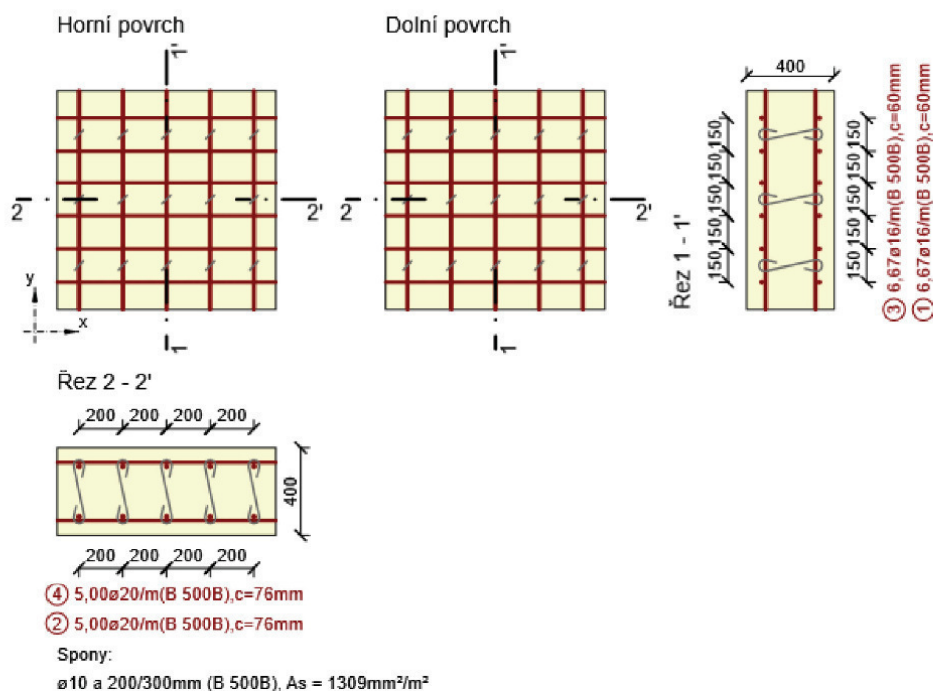 Horní povrch
Dolní povrch
1'
1'
400
2
2'
2
2'
150 150 150 150 150
150 150 150 150 150
③ 6,67ø16/m(B 500B),c=60mm
① 6,67ø16/m(B 500B),c=60mm
Řez 1 - 1'
y
x
1
1
Řez 2 - 2'
200 200 200 200
400
200 200 200 200
④ 5,00ø20/m(B 500B),c=76mm
② 5,00ø20/m(B 500B),c=76mm
Spony:
ø10 a 200/300mm (B 500B), As = 1309mm²/m²